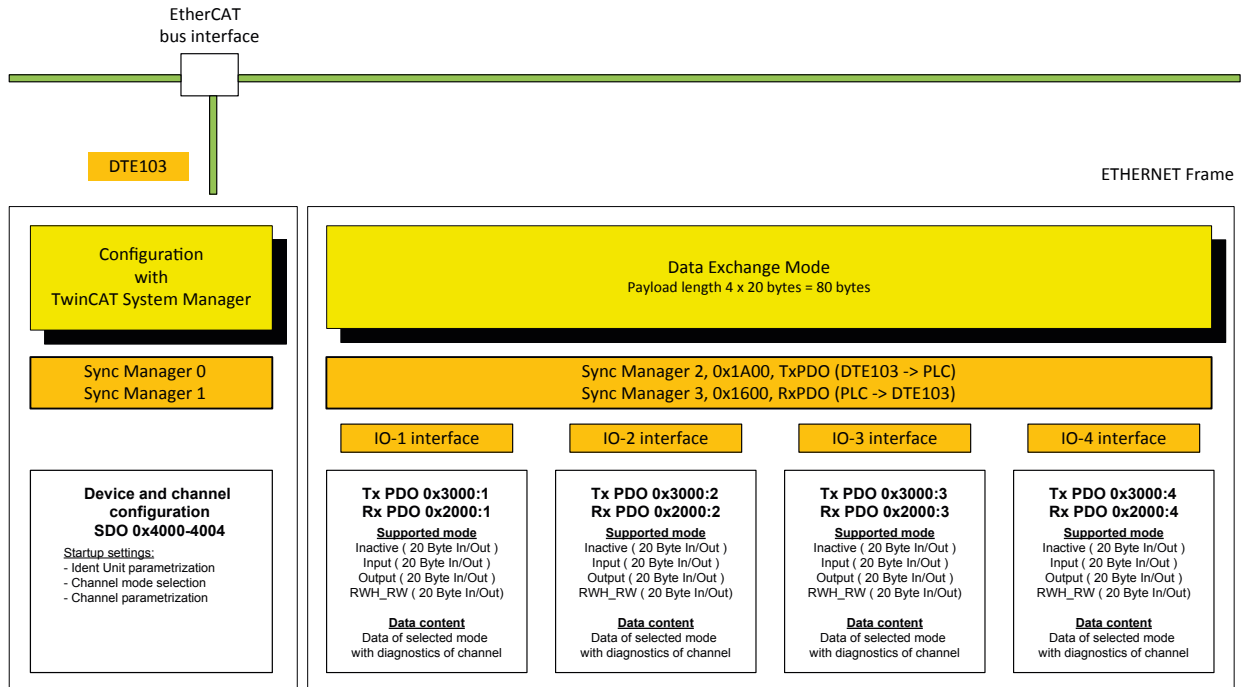 EtherCAT
bus interface
DTE103
ETHERNET Frame
Configuration
with
TwinCAT System Manager
Data Exchange Mode
Payload length 4 x 20 bytes = 80 bytes
Sync Manager 0
Sync Manager 1
Sync Manager 2, 0x1A00, TxPDO (DTE103 -> PLC)
Sync Manager 3, 0x1600, RxPDO (PLC -> DTE103)
IO-1 interface
IO-2 interface
IO-3 interface
IO-4 interface
Device and channel
configuration
SDO 0x4000-4004
Startup settings:
- Ident Unit parametrization
- Channel mode selection
- Channel parametrization
Tx PDO 0x3000:1
Rx PDO 0x2000:1
Supported mode
Inactive ( 20 Byte In/Out )
Input ( 20 Byte In/Out )
Output ( 20 Byte In/Out )
RWH_RW ( 20 Byte In/Out)
Data content
Data of selected mode
with diagnostics of channel
Tx PDO 0x3000:2
Rx PDO 0x2000:2
Supported mode
Inactive ( 20 Byte In/Out )
Input ( 20 Byte In/Out )
Output ( 20 Byte In/Out )
RWH_RW ( 20 Byte In/Out)
Data content
Data of selected mode
with diagnostics of channel
Tx PDO 0x3000:3
Rx PDO 0x2000:3
Supported mode
Inactive ( 20 Byte In/Out )
Input ( 20 Byte In/Out )
Output ( 20 Byte In/Out )
RWH_RW ( 20 Byte In/Out)
Data content
Data of selected mode
with diagnostics of channel
Tx PDO 0x3000:4
Rx PDO 0x2000:4
Supported mode
Inactive ( 20 Byte In/Out )
Input ( 20 Byte In/Out )
Output ( 20 Byte In/Out )
RWH_RW ( 20 Byte In/Out)
Data content
Data of selected mode
with diagnostics of channel